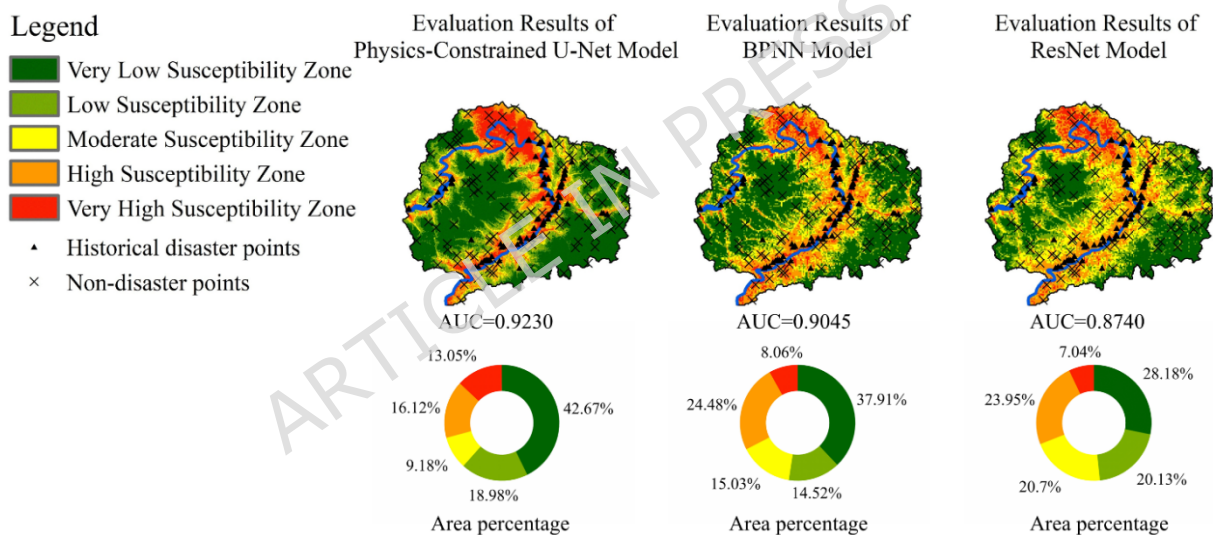 Legend
Very Low Susceptibility Zone
Low Susceptibility Zone
Moderate Susceptibility Zone
High Susceptibility Zone
Very High Susceptibility Zone
Historical disaster points
Non-disaster points
Evaluation Results of
Physics-Constrained U-Net Model
Evaluation Results of
BPNN Model
Evaluation Results of
ResNet Model
ARTICLE IN PRESS
AUC=0.9230
AUC=0.9045
AUC=0.8740
13.05%
16.12%
42.67%
9.18%
18.98%
Area percentage
8.06%
24.48%
37.91%
15.03%
14.52%
Area percentage
7.04%
28.18%
23.95%
20.7%
20.13%
Area percentage